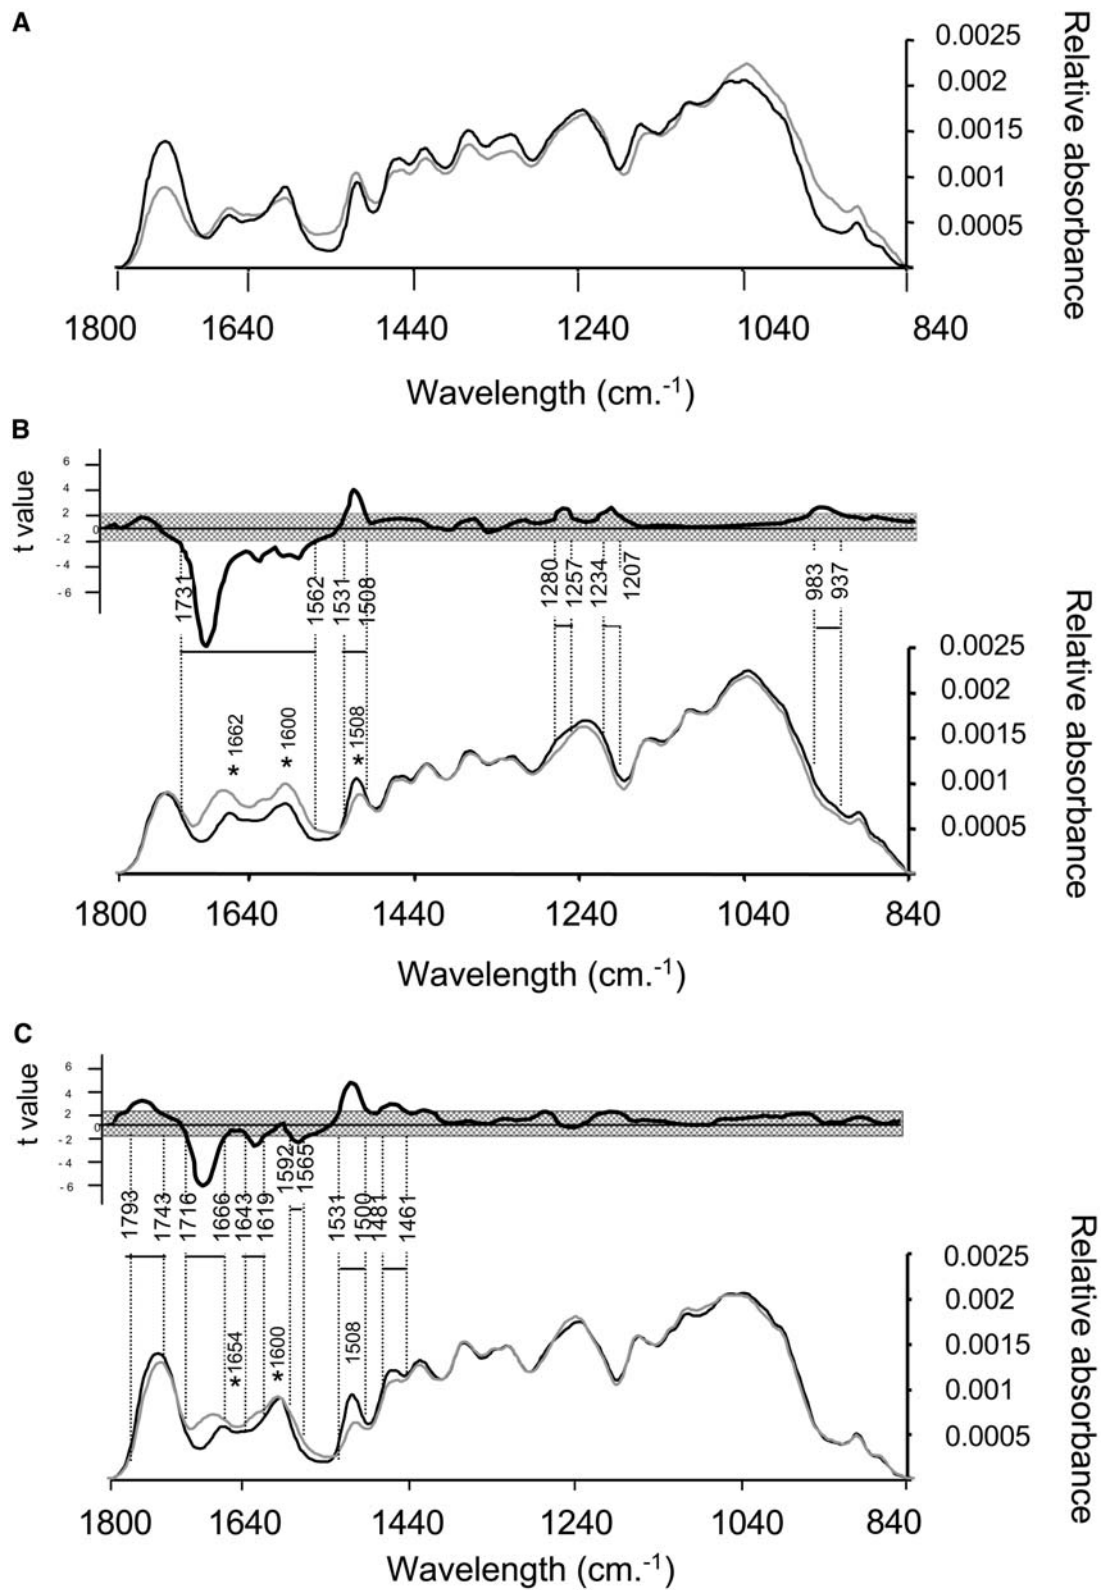 A
0.0025
0.002
0.0015
0.001
0.0005
Relative absorbance
1800 1640 1440 1240 1040 840
Wavelength (cm.-1)
B
t value
6
4
2
0
-2
-4
-6
1731 1562 1531 1508 1280 1257 1234 1207 983 937
*1662 *1600 *1508
0.0025
0.002
0.0015
0.001
0.0005
Relative absorbance
1800 1640 1440 1240 1040 840
Wavelength (cm.-1)
C
t value
6
4
2
0
-2
-4
-6
1793 1743 1716 1666 1643 1619 1592 1565 1531 1500 1481 1461
*1654 *1600 1508
0.0025
0.002
0.0015
0.001
0.0005
Relative absorbance
1800 1640 1440 1240 1040 840
Wavelength (cm.-1)